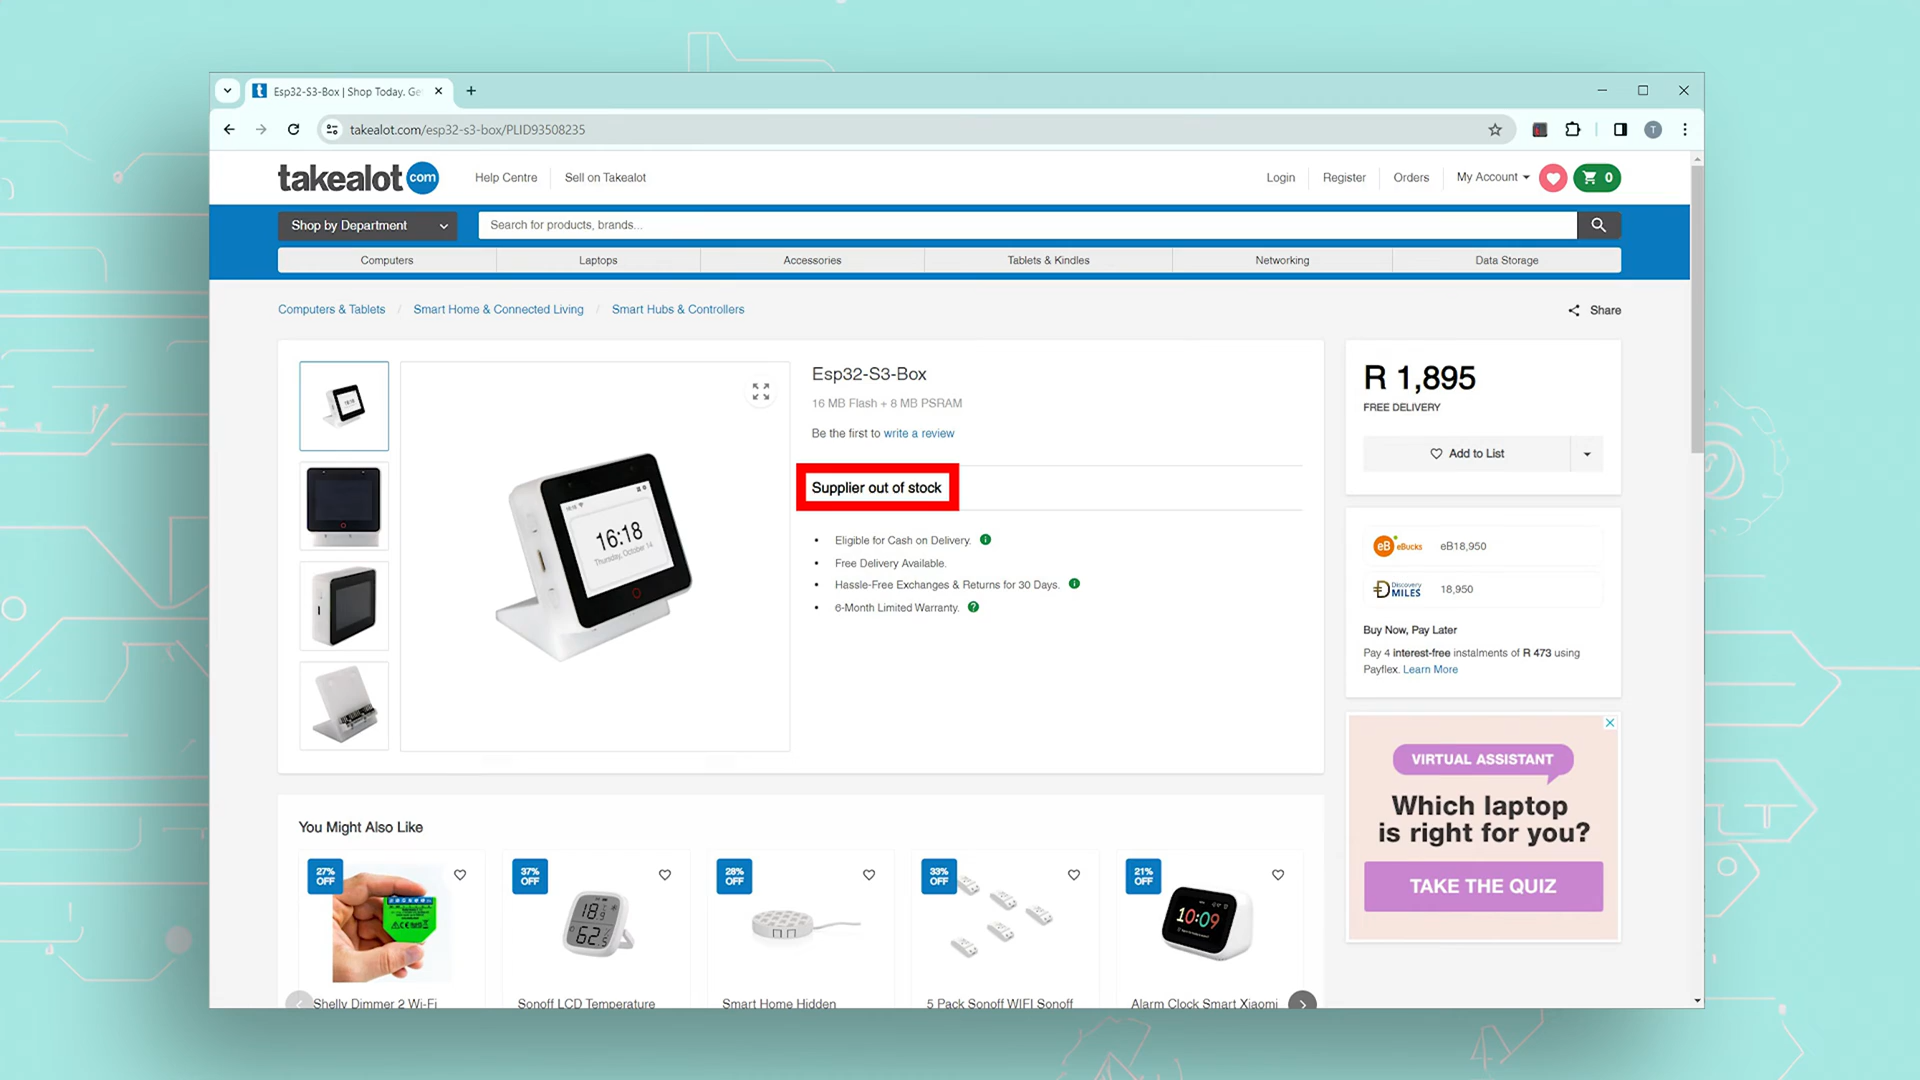 Esp32-S3-Box | Shop Today. Ge
takealot.com/esp32-s3-box/PLID93508235
T
takealot com
Help Centre
Sell on Takealot
Login
Register
Orders
My Account
0
Shop by Department
Search for products, brands...
Computers
Laptops
Accessories
Tablets & Kindles
Networking
Data Storage
Computers & Tablets / Smart Home & Connected Living / Smart Hubs & Controllers
Share
Esp32-S3-Box
16 MB Flash + 8 MB PSRAM
Be the first to write a review
Supplier out of stock
• Eligible for Cash on Delivery.
• Free Delivery Available.
• Hassle-Free Exchanges & Returns for 30 Days.
• 6-Month Limited Warranty.
16:18
Thursday, October 14
R 1,895
FREE DELIVERY
Add to List
eB eBucks eB18,950
Discovery MILES 18,950
Buy Now, Pay Later
Pay 4 interest-free instalments of R 473 using
Payflex. Learn More
VIRTUAL ASSISTANT
Which laptop
is right for you?
TAKE THE QUIZ
You Might Also Like
27% OFF
37% OFF
28% OFF
33% OFF
21% OFF
10:09
Shelly Dimmer 2 Wi-Fi
Sonoff LCD Temperature
Smart Home Hidden
5 Pack Sonoff WIFI Sonoff
Alarm Clock Smart Xiaomi